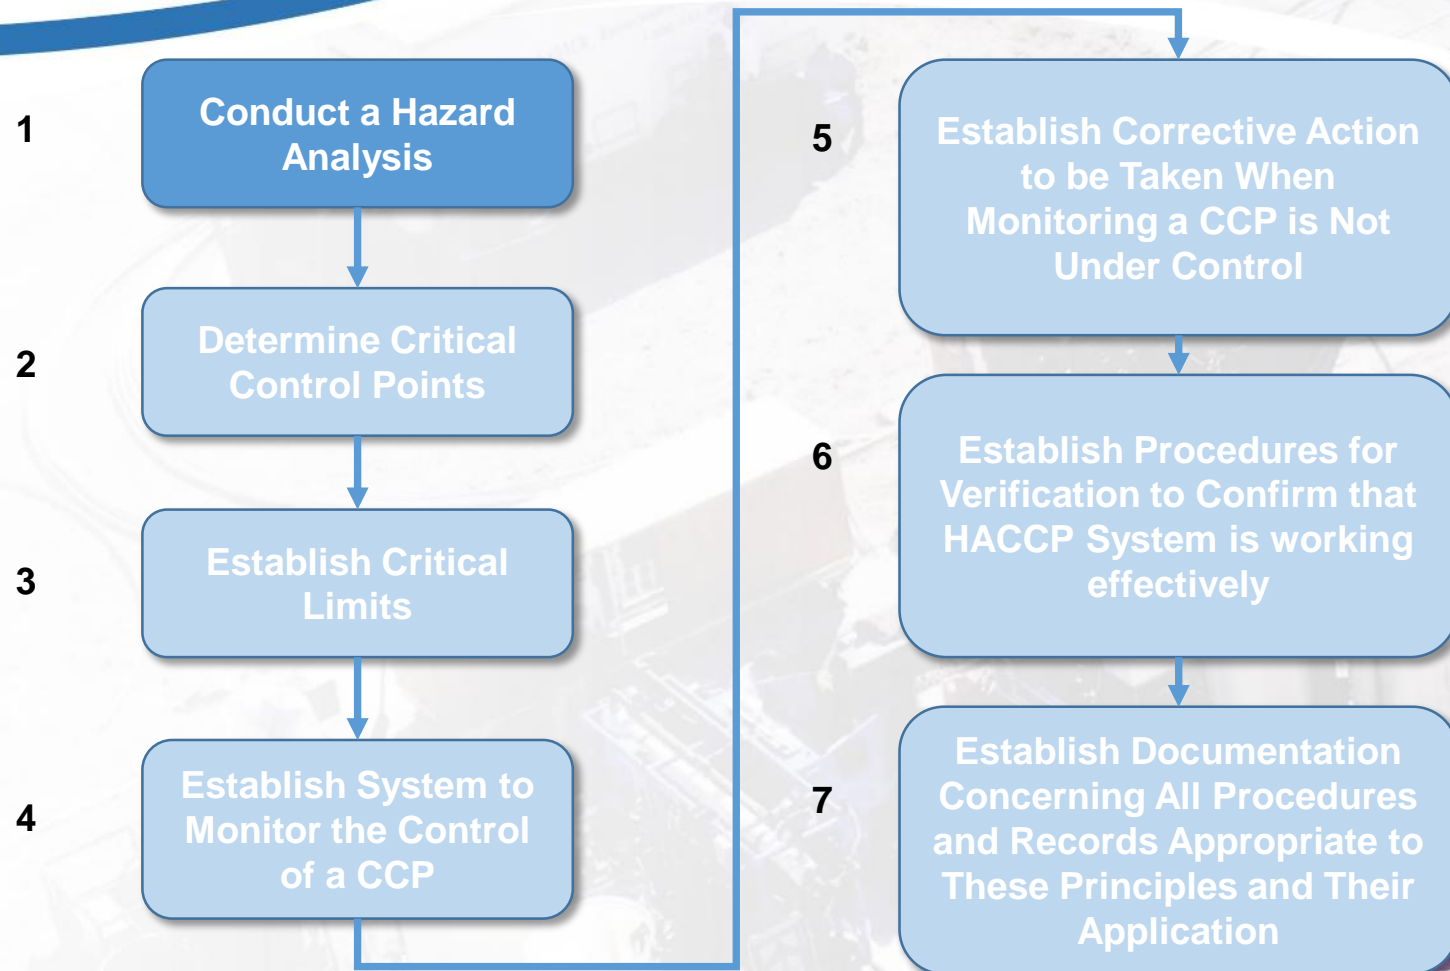 1
Conduct a Hazard
Analysis
2
Determine Critical
Control Points
3
Establish Critical
Limits
4
Establish System to
Monitor the Control
of a CCP
5
Establish Corrective Action
to be Taken When
Monitoring a CCP is Not
Under Control
6
Establish Procedures for
Verification to Confirm that
HACCP System is working
effectively
7
Establish Documentation
Concerning All Procedures
and Records Appropriate to
These Principles and Their
Application